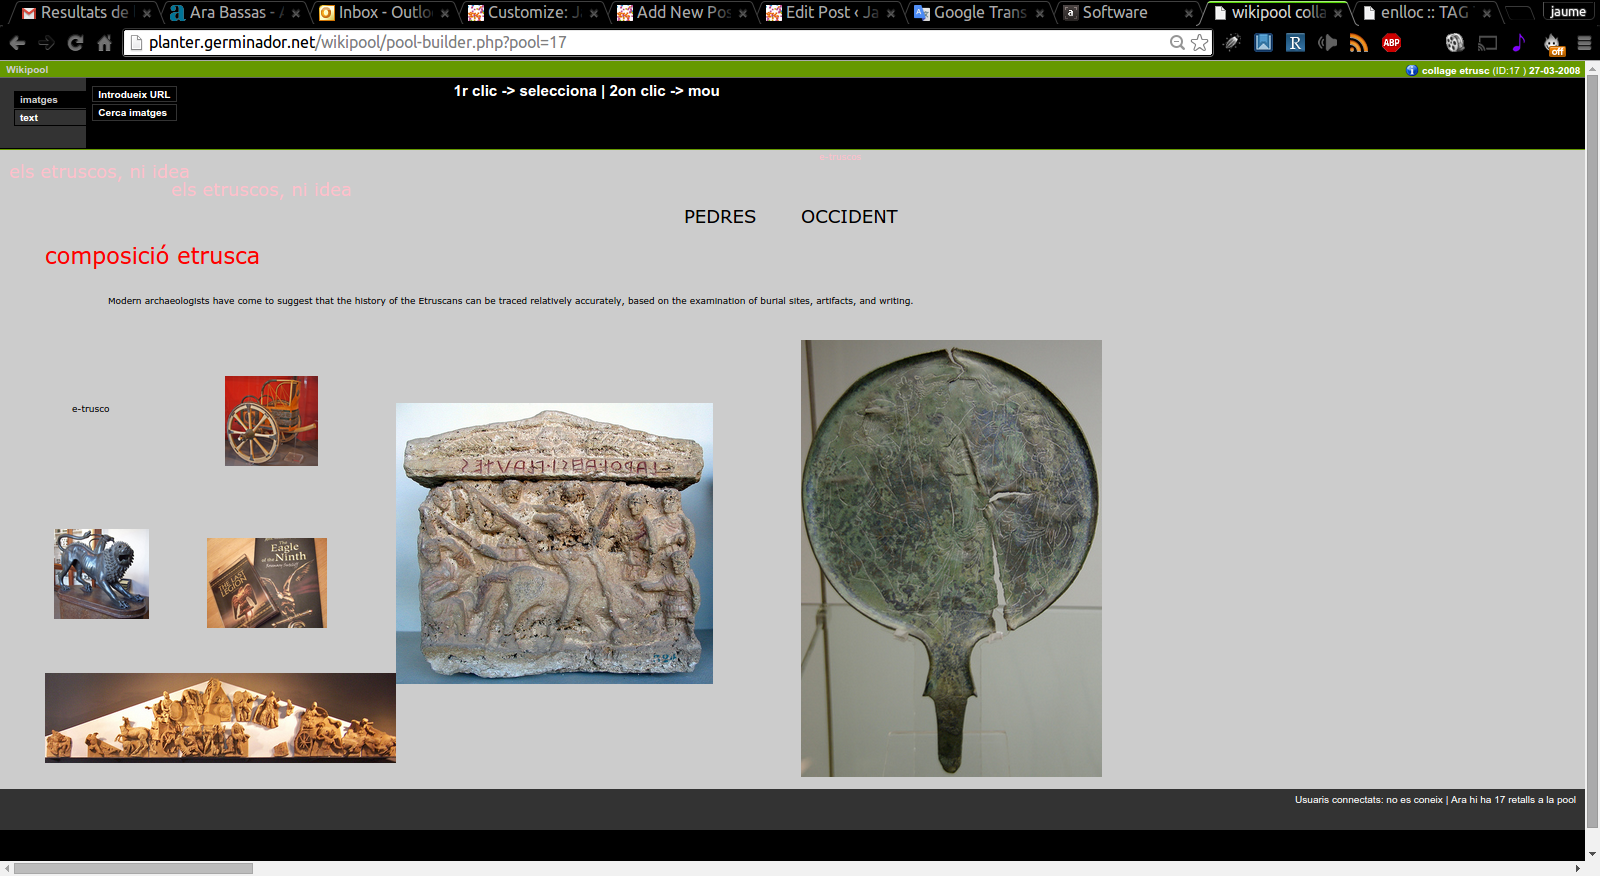 Resultats de
Ara Bassas - A
Inbox - Outlo
Customize: J
Add New Pos
Edit Post ‹ Ja
Google Trans
Software
wikipool colla
enlloc :: TAG
jaume
planter.germinador.net/wikipool/pool-builder.php?pool=17
R
ABP
off
Wikipool
collage etrusc (ID:17 ) 27-03-2008
imatges
text
Introdueix URL
Cerca imatges
1r clic -> selecciona | 2on clic -> mou
e-truscos
els etruscos, ni idea
els etruscos, ni idea
PEDRES
OCCIDENT
composició etrusca
Modern archaeologists have come to suggest that the history of the Etruscans can be traced relatively accurately, based on the examination of burial sites, artifacts, and writing.
e-trusco
The
Eagle
of the
Ninth
Rosemary Sutcliff
THE LAST
LEGION
Usuaris connectats: no es coneix | Ara hi ha 17 retalls a la pool